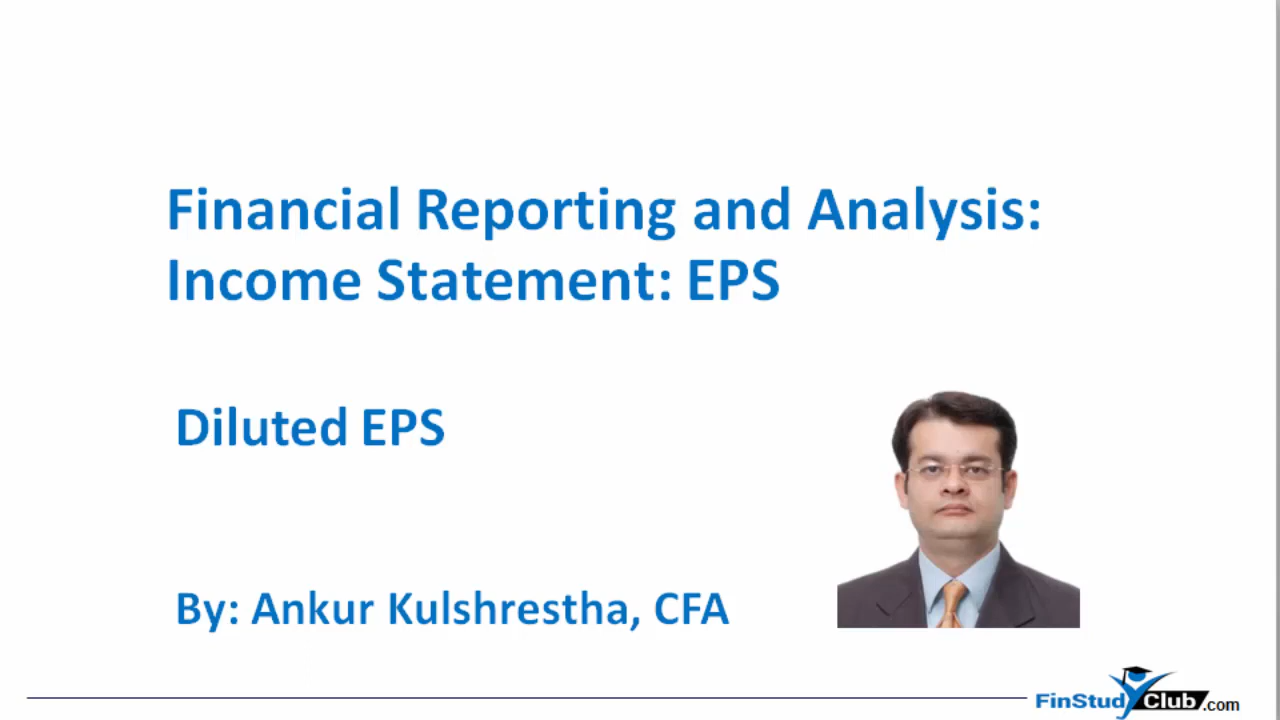 Financial Reporting and Analysis:
Income Statement: EPS
Diluted EPS
By: Ankur Kulshrestha, CFA
FinStudyClub.com